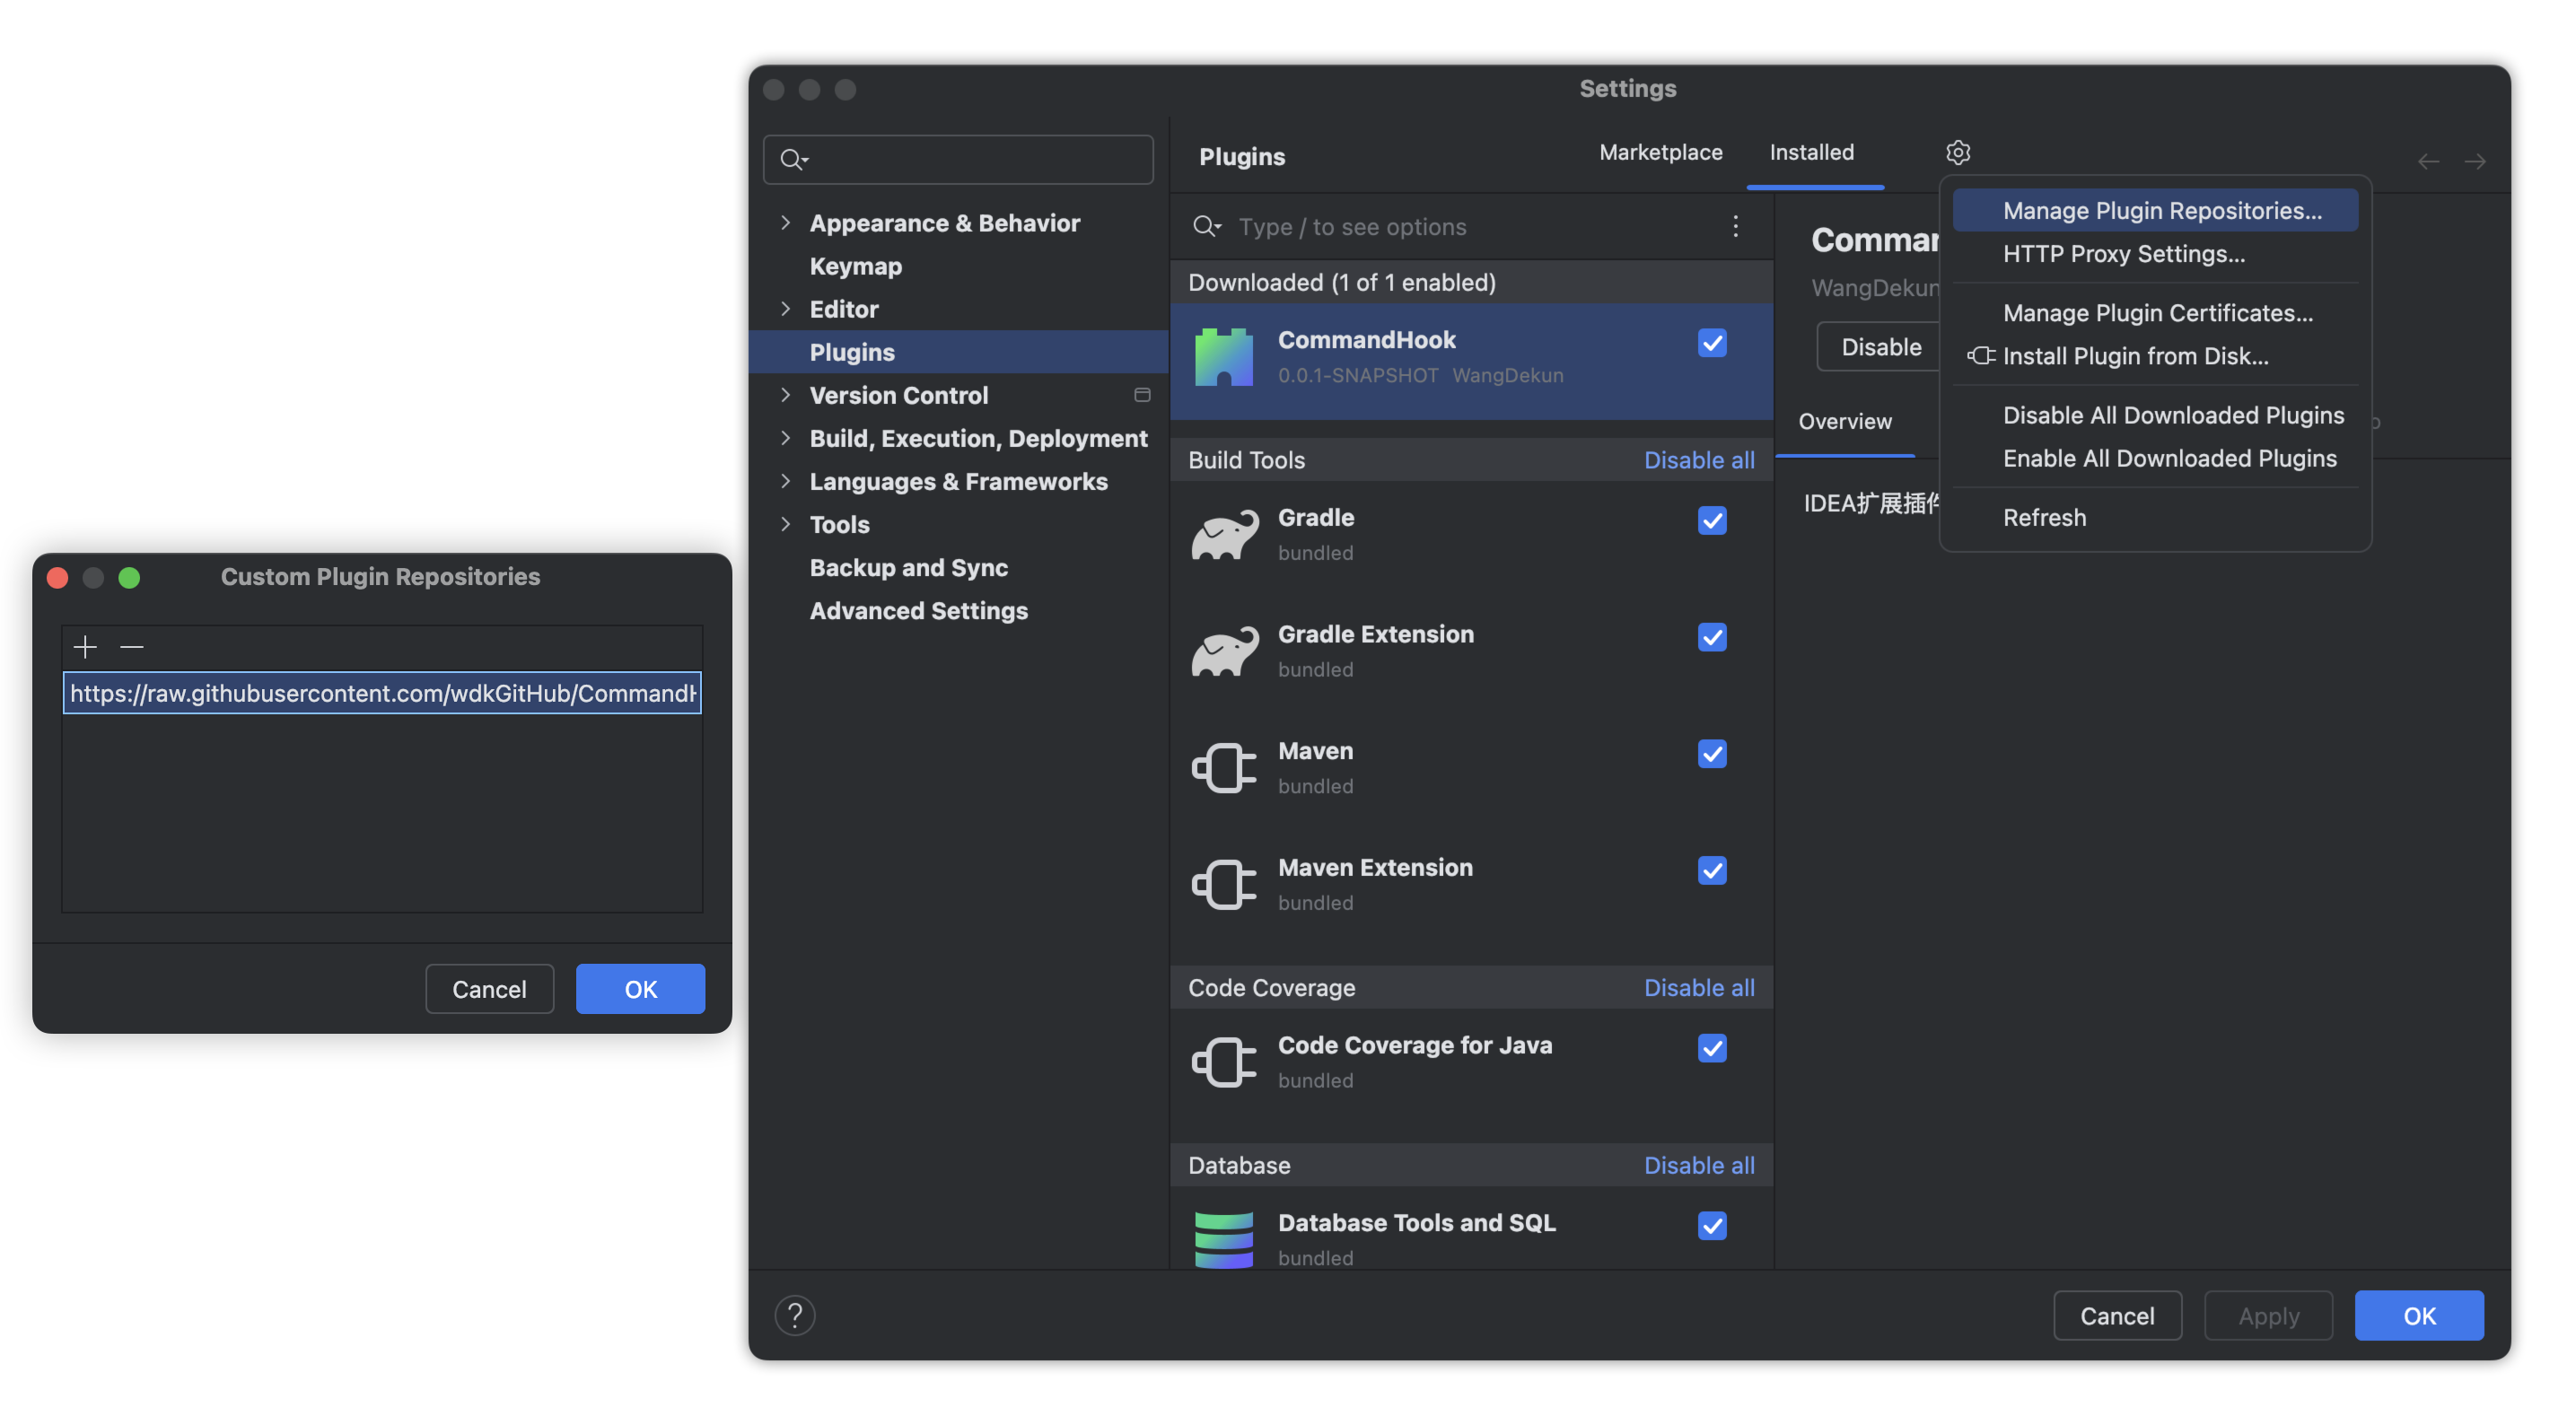 Custom Plugin Repositories
https://raw.githubusercontent.com/wdkGitHub/Command
Cancel
OK
Settings
Appearance & Behavior
Keymap
Editor
Plugins
Version Control
Build, Execution, Deployment
Languages & Frameworks
Tools
Backup and Sync
Advanced Settings
Plugins
Marketplace
Installed
Type / to see options
Downloaded (1 of 1 enabled)
CommandHook
0.0.1-SNAPSHOT WangDekun
Build Tools
Disable all
Gradle
bundled
Gradle Extension
bundled
Maven
bundled
Maven Extension
bundled
Code Coverage
Disable all
Code Coverage for Java
bundled
Database
Disable all
Database Tools and SQL
bundled
Comman
WangDekun
Disable
Overview
IDEA扩展插件
Manage Plugin Repositories...
HTTP Proxy Settings...
Manage Plugin Certificates...
Install Plugin from Disk...
Disable All Downloaded Plugins
Enable All Downloaded Plugins
Refresh
?
Cancel
Apply
OK